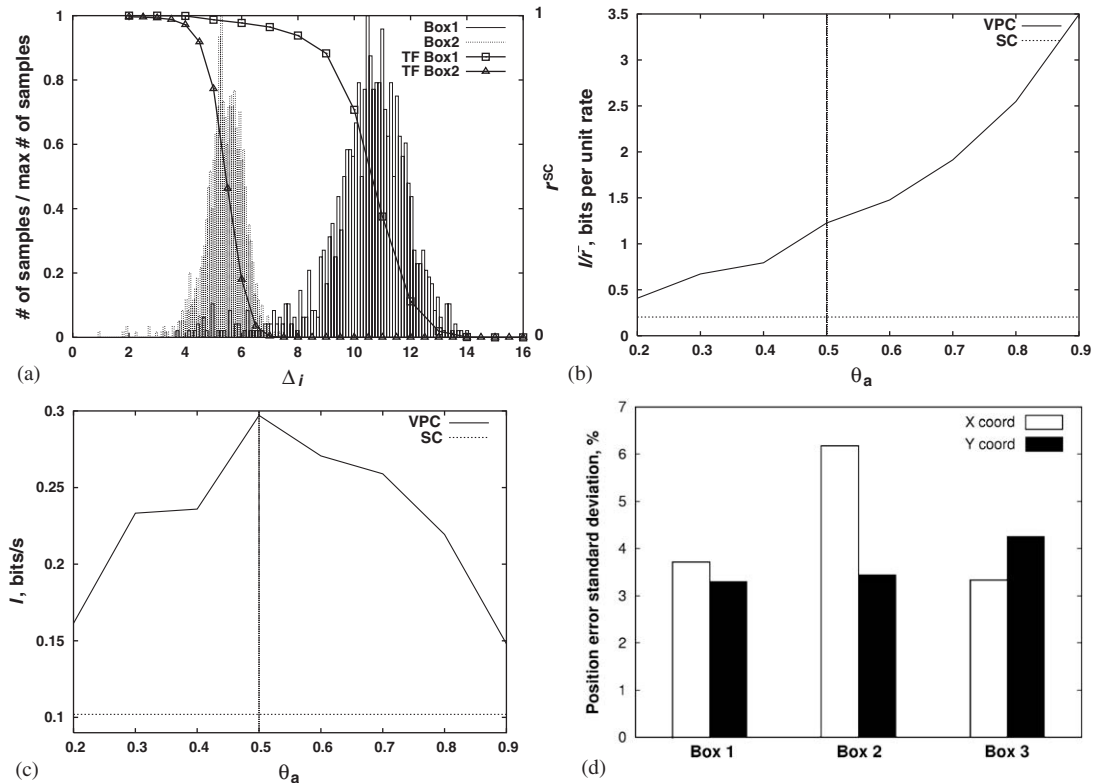 Box1
Box2
TF Box1
TF Box2
# of samples / max # of samples
1
0.8
0.6
0.4
0.2
0
0 2 4 6 8 10 12 14 16
Δi
1
r^SC
0
(a)
VPC
SC
I/r̄, bits per unit rate
3.5
3
2.5
2
1.5
1
0.5
0
0.2 0.3 0.4 0.5 0.6 0.7 0.8 0.9
θa
(b)
VPC
SC
I, bits/s
0.3
0.25
0.2
0.15
0.1
0.2 0.3 0.4 0.5 0.6 0.7 0.8 0.9
θa
(c)
X coord
Y coord
Position error standard deviation, %
7
6
5
4
3
2
1
0
Box 1 Box 2 Box 3
(d)